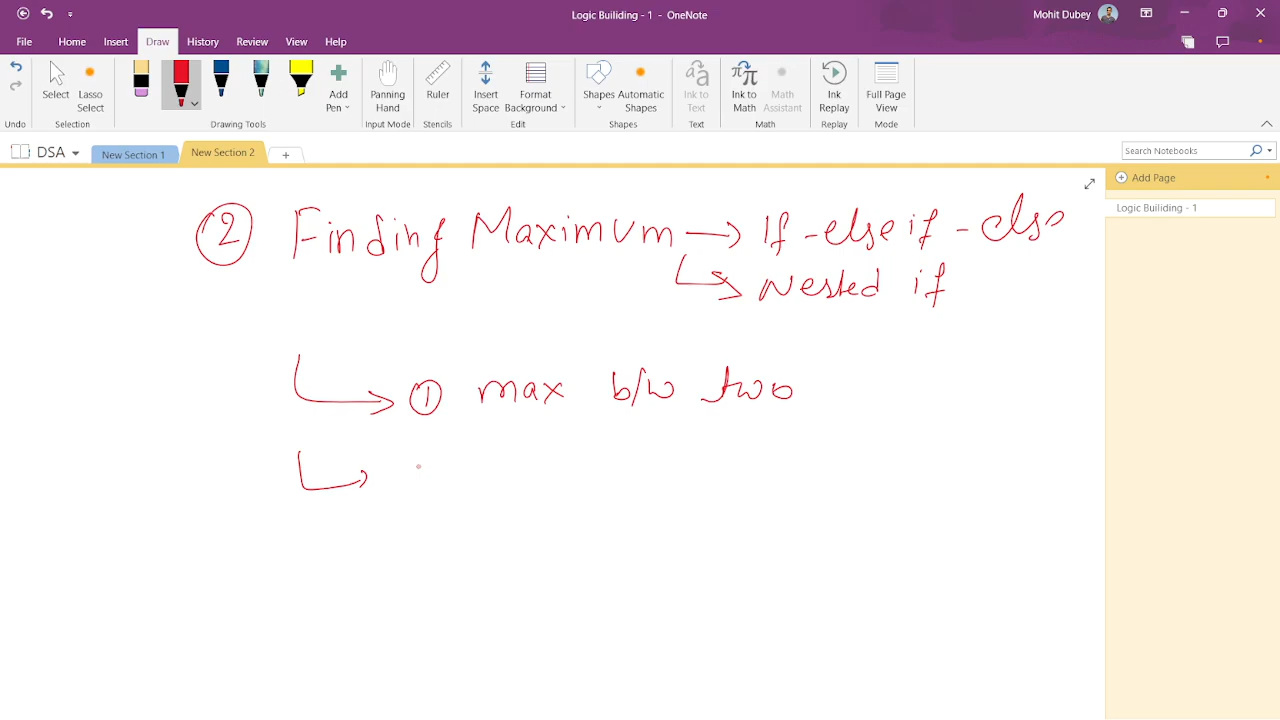 Logic Builiding - 1 - OneNote
Mohit Dubey
File Home Insert Draw History Review View Help
Select
Lasso Select
Add Pen
Panning Hand
Ruler
Insert Space
Format Background
Shapes
Automatic Shapes
Ink to Text
Ink to Math
Math Assistant
Ink Replay
Full Page View
Undo Selection Drawing Tools Input Mode Stencils Edit Shapes Text Math Replay Mode
DSA New Section 1 New Section 2 + Search Notebooks
Add Page
Logic Builiding - 1
② Finding Maximum → If - else if - else
↳ Nested if
↳ ① max b/w two
↳